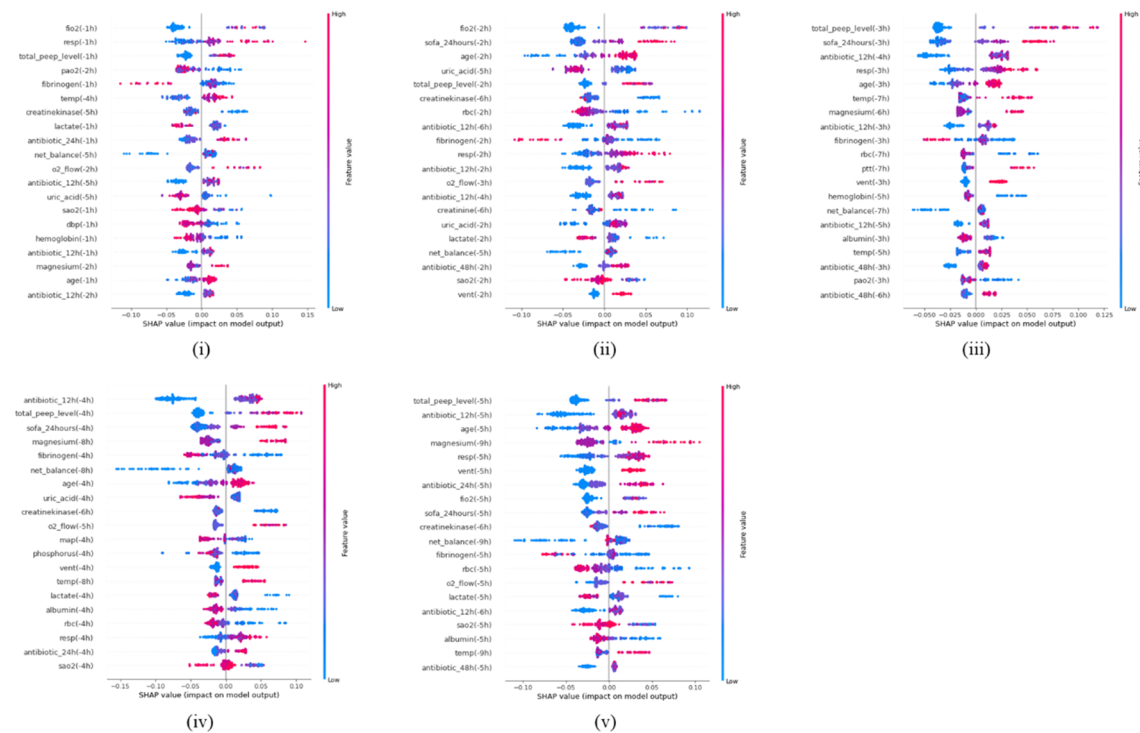 High
fio2(-1h)
resp(-1h)
total_peep_level(-1h)
pao2(-2h)
fibrinogen(-1h)
temp(-4h)
creatinekinase(-5h)
lactate(-1h)
antibiotic_24h(-1h)
net_balance(-5h)
o2_flow(-2h)
antibiotic_12h(-5h)
uric_acid(-5h)
sao2(-1h)
dbp(-1h)
hemoglobin(-1h)
antibiotic_12h(-1h)
magnesium(-2h)
age(-1h)
antibiotic_12h(-2h)
Feature value
Low
−0.10 −0.05 0.00 0.05 0.10 0.15
SHAP value (impact on model output)
(i)
High
fio2(-2h)
sofa_24hours(-2h)
age(-2h)
uric_acid(-5h)
total_peep_level(-2h)
creatinekinase(-6h)
rbc(-2h)
antibiotic_12h(-6h)
fibrinogen(-2h)
resp(-2h)
antibiotic_12h(-2h)
o2_flow(-3h)
antibiotic_12h(-4h)
creatinine(-6h)
uric_acid(-2h)
lactate(-2h)
net_balance(-5h)
antibiotic_48h(-2h)
sao2(-2h)
vent(-2h)
Feature value
Low
−0.10 −0.05 0.00 0.05 0.10
SHAP value (impact on model output)
(ii)
High
total_peep_level(-3h)
sofa_24hours(-3h)
antibiotic_12h(-4h)
resp(-3h)
age(-3h)
temp(-7h)
magnesium(-6h)
antibiotic_12h(-3h)
fibrinogen(-3h)
rbc(-7h)
ptt(-7h)
vent(-3h)
hemoglobin(-5h)
net_balance(-7h)
antibiotic_12h(-5h)
albumin(-3h)
temp(-5h)
antibiotic_48h(-3h)
pao2(-3h)
antibiotic_48h(-6h)
Feature value
Low
−0.050 −0.025 0.000 0.025 0.050 0.075 0.100 0.125
SHAP value (impact on model output)
(iii)
High
antibiotic_12h(-4h)
total_peep_level(-4h)
sofa_24hours(-4h)
magnesium(-8h)
fibrinogen(-4h)
net_balance(-8h)
age(-4h)
uric_acid(-4h)
creatinekinase(-6h)
o2_flow(-5h)
map(-4h)
phosphorus(-4h)
vent(-4h)
temp(-8h)
lactate(-4h)
albumin(-4h)
rbc(-4h)
resp(-4h)
antibiotic_24h(-4h)
sao2(-4h)
Feature value
Low
−0.15 −0.10 −0.05 0.00 0.05 0.10
SHAP value (impact on model output)
(iv)
High
total_peep_level(-5h)
antibiotic_12h(-5h)
age(-5h)
magnesium(-9h)
resp(-5h)
vent(-5h)
antibiotic_24h(-5h)
fio2(-5h)
sofa_24hours(-5h)
creatinekinase(-6h)
net_balance(-9h)
fibrinogen(-5h)
rbc(-5h)
o2_flow(-5h)
lactate(-5h)
antibiotic_12h(-6h)
sao2(-5h)
albumin(-5h)
temp(-9h)
antibiotic_48h(-5h)
Feature value
Low
−0.10 −0.05 0.00 0.05 0.10
SHAP value (impact on model output)
(v)